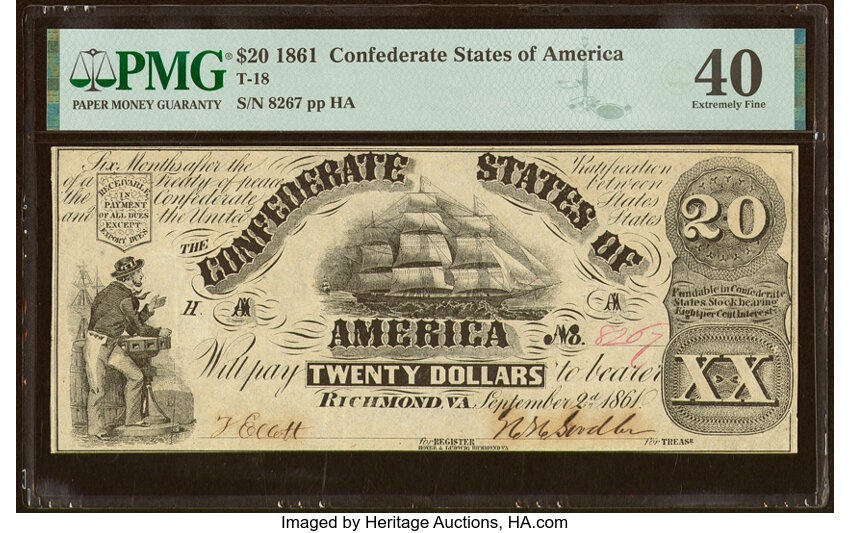 PMG®
PAPER MONEY GUARANTY
$20 1861 Confederate States of America
T-18
S/N 8267 pp HA
40
Extremely Fine
Six Months after the Ratification
of a Treaty of peace between
the Confederate States
and the United States
RECEIVABLE
IN
PAYMENT
OF ALL DUES
EXCEPT
EXPORT DUES
THE
CONFEDERATE STATES OF
AMERICA
20
Fundable in Confederate
States Stock bearing
Eight per Cent Interest
H.
No. 8267
Will pay TWENTY DOLLARS to bearer
XX
RICHMOND, VA September 2d 1861
For REGISTER
For TREASR
HOYER & LUDWIG RICHMOND VA
Imaged by Heritage Auctions, HA.com